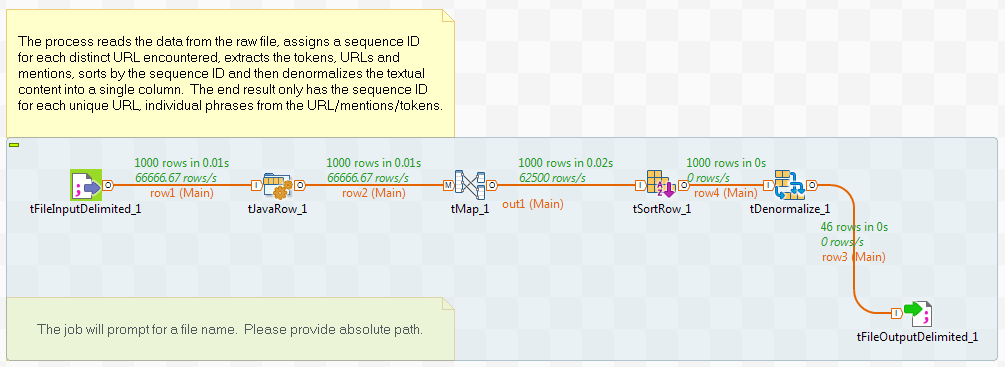 The process reads the data from the raw file, assigns a sequence ID
for each distinct URL encountered, extracts the tokens, URLs and
mentions, sorts by the sequence ID and then denormalizes the textual
content into a single column.  The end result only has the sequence ID
for each unique URL, individual phrases from the URL/mentions/tokens.
1000 rows in 0.01s
66666.67 rows/s
row1 (Main)
1000 rows in 0.01s
66666.67 rows/s
row2 (Main)
1000 rows in 0.02s
62500 rows/s
out1 (Main)
1000 rows in 0s
0 rows/s
row4 (Main)
O I O M O I O I O
tFileInputDelimited_1
tJavaRow_1
tMap_1
tSortRow_1
tDenormalize_1
46 rows in 0s
0 rows/s
row3 (Main)
I
tFileOutputDelimited_1
The job will prompt for a file name.  Please provide absolute path.